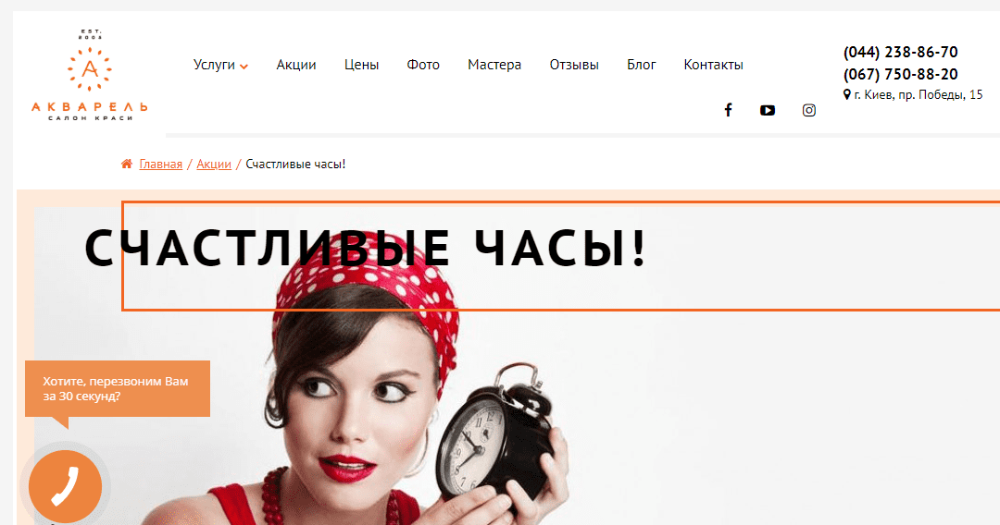 EST.
2005
АКВАРЕЛЬ
САЛОН КРАСИ
Услуги Акции Цены Фото Мастера Отзывы Блог Контакты
(044) 238-86-70
(067) 750-88-20
г. Киев, пр. Победы, 15
Главная / Акции / Счастливые часы!
СЧАСТЛИВЫЕ ЧАСЫ!
Хотите, перезвоним Вам
за 30 секунд?